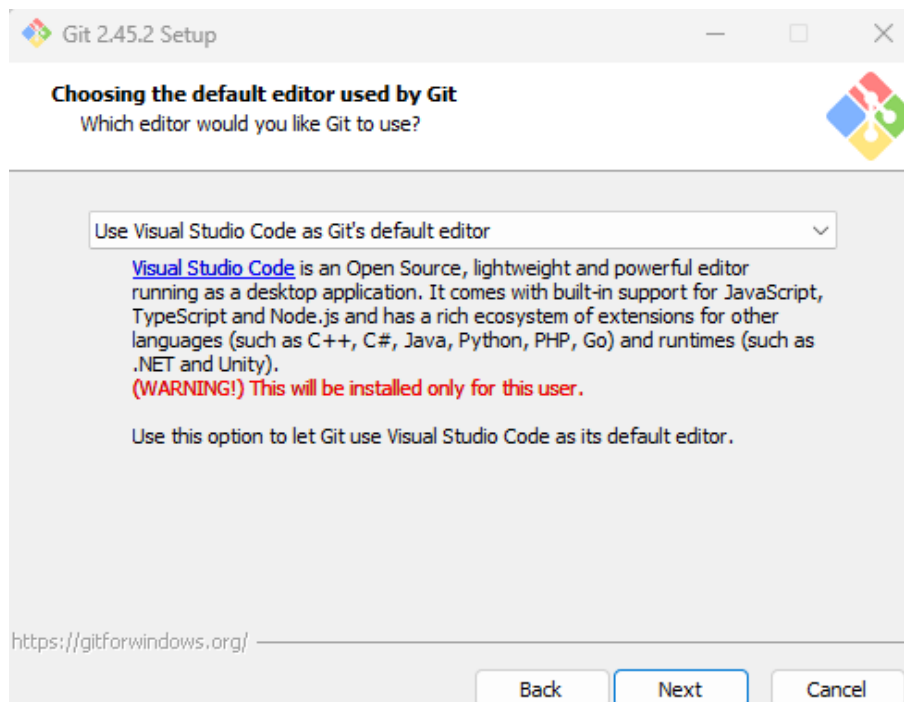 Git 2.45.2 Setup
Choosing the default editor used by Git
Which editor would you like Git to use?
Use Visual Studio Code as Git's default editor
Visual Studio Code is an Open Source, lightweight and powerful editor
running as a desktop application. It comes with built-in support for JavaScript,
TypeScript and Node.js and has a rich ecosystem of extensions for other
languages (such as C++, C#, Java, Python, PHP, Go) and runtimes (such as
.NET and Unity).
(WARNING!) This will be installed only for this user.
Use this option to let Git use Visual Studio Code as its default editor.
https://gitforwindows.org/
Back Next Cancel